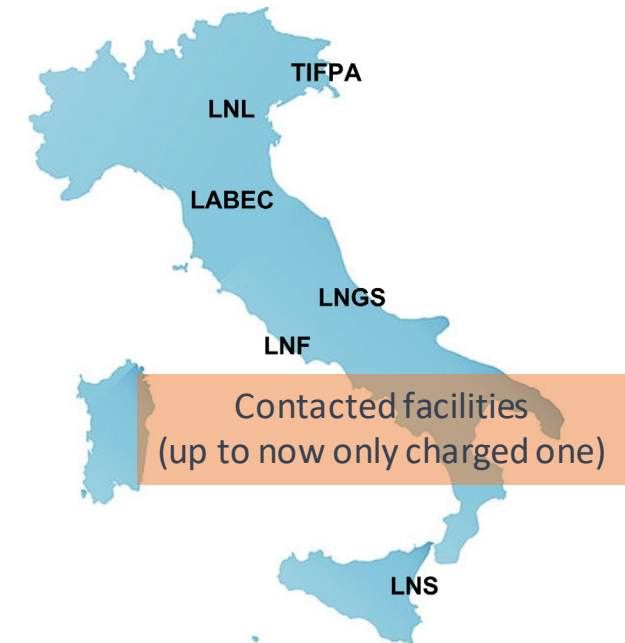 TIFPA
LNL
LABEC
LNGS
LNF
Contacted facilities
(up to now only charged one)
LNS